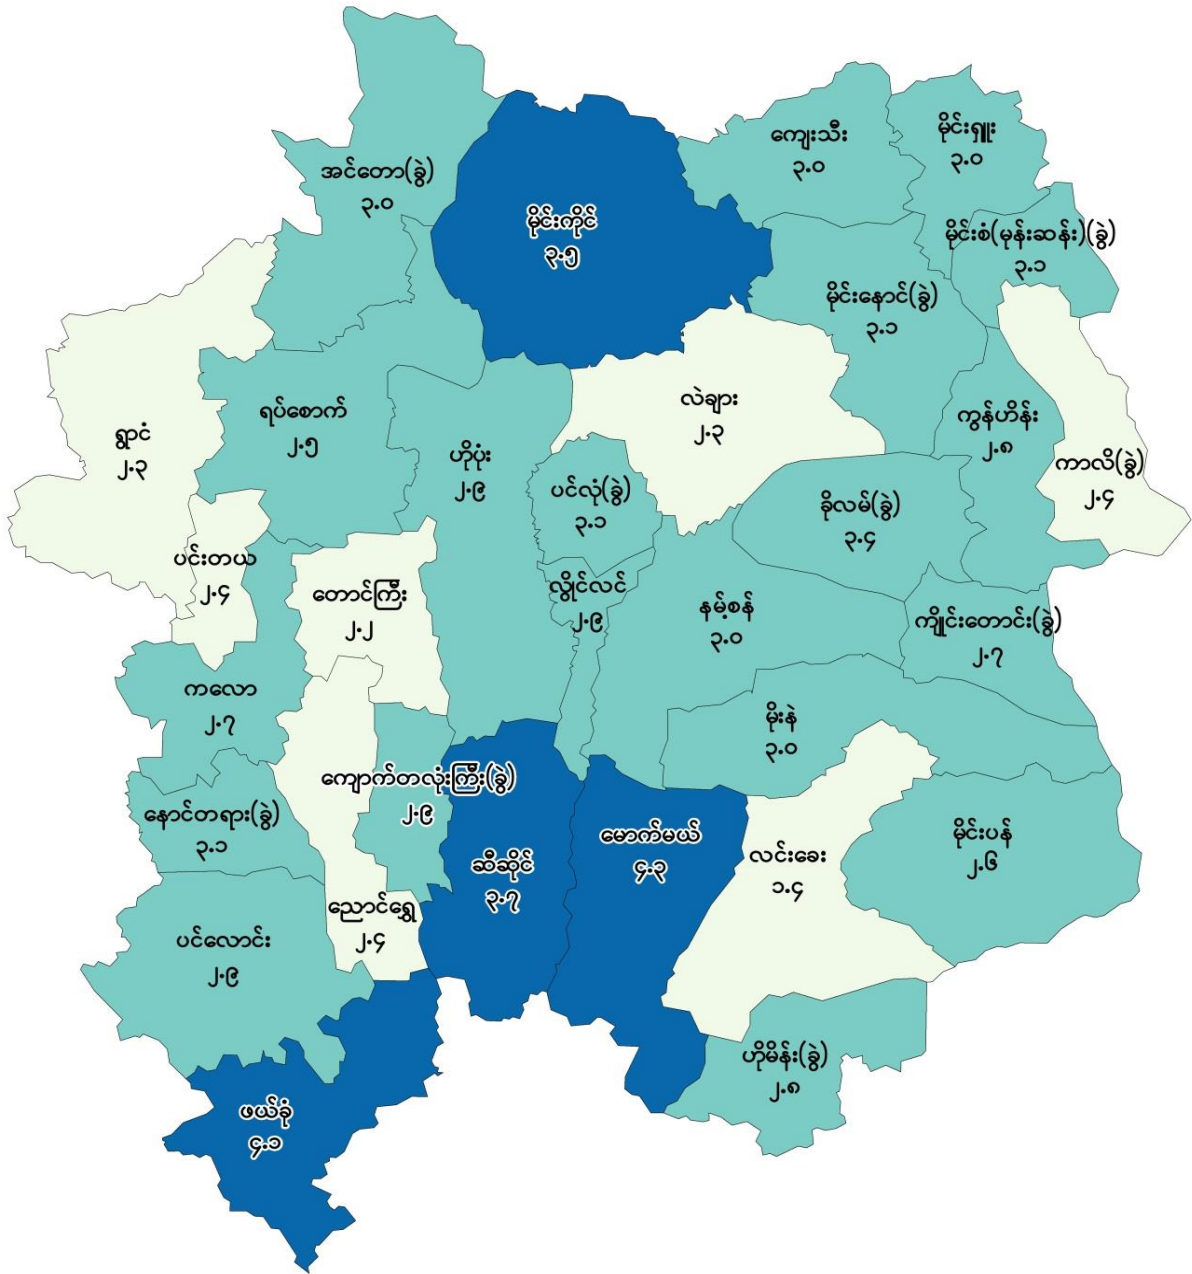 ကျေးသီး
၃.၀
မိုင်းရှူး
၃.၀
အင်တော(ခွဲ)
၃.၀
မိုင်းကိုင်
၃.၅
မိုင်းစံ(မုန်းဆန်း)(ခွဲ)
၃.၁
မိုင်းနောင်(ခွဲ)
၃.၁
ရပ်စောက်
၂.၅
လဲချား
၂.၃
ကွန်ဟိန်း
၂.၈
ရွာငံ
၂.၃
ဟိုပုံး
၂.၉
ကာလိ(ခွဲ)
၂.၄
ပင်လုံ(ခွဲ)
၃.၁
ခိုလမ်(ခွဲ)
၃.၄
ပင်းတယ
၂.၄
တောင်ကြီး
၂.၂
လွိုင်လင်
၂.၉
နမ့်စန်
၃.၀
ကျိုင်းတောင်း(ခွဲ)
၂.၇
ကလော
၂.၇
မိုးနဲ
၃.၀
ကျောက်တလုံးကြီး(ခွဲ)
၂.၉
နောင်တရား(ခွဲ)
၃.၁
ဆီဆိုင်
၃.၇
မောက်မယ်
၄.၃
လင်းခေး
၁.၄
မိုင်းပန်
၂.၆
ညောင်ရွှေ
၂.၄
ပင်လောင်း
၂.၉
ဟိုမိန်း(ခွဲ)
၂.၈
ဖယ်ခုံ
၄.၁